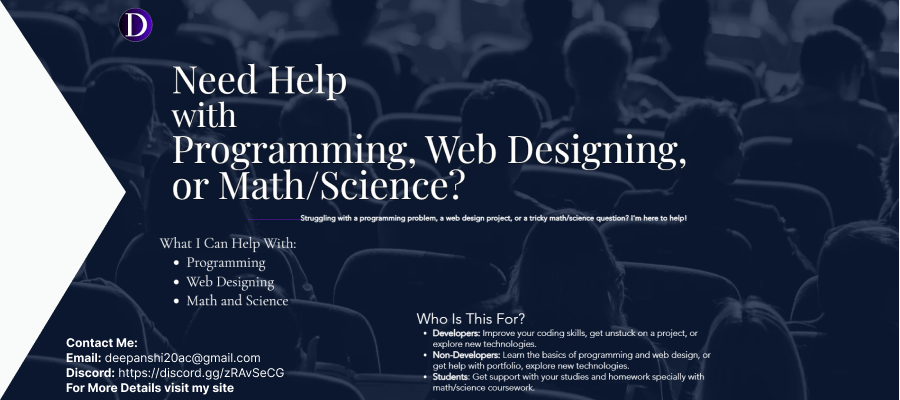 D
Need Help
with
Programming, Web Designing,
or Math/Science?
Struggling with a programming problem, a web design project, or a tricky math/science question? I'm here to help!
What I Can Help With:
• Programming
• Web Designing
• Math and Science
Who Is This For?
• Developers: Improve your coding skills, get unstuck on a project, or
explore new technologies.
• Non-Developers: Learn the basics of programming and web design, or
get help with portfolio, explore new technologies.
• Students: Get support with your studies and homework specially with
math/science coursework.
Contact Me:
Email: deepanshi20ac@gmail.com
Discord: https://discord.gg/zRAvSeCG
For More Details visit my site